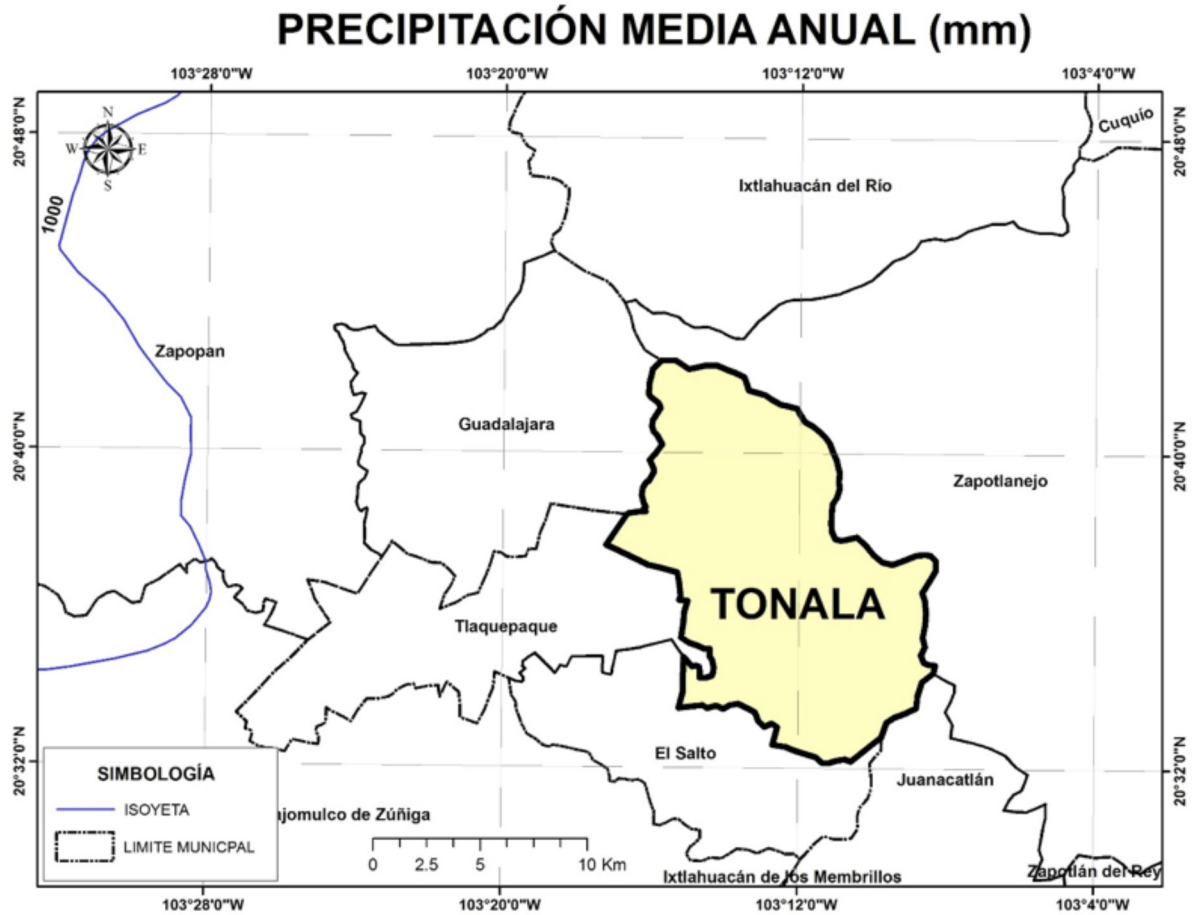 PRECIPITACIÓN MEDIA ANUAL (mm)
103°28'0"W 103°20'0"W 103°12'0"W 103°4'0"W
20°48'0"N
20°48'0"N
N
W E
S
Cuquío
Ixtlahuacán del Río
1000
Zapopan
Guadalajara
20°40'0"N
20°40'0"N
Zapotlanejo
TONALA
Tlaquepaque
El Salto
Juanacatlán
20°32'0"N
20°32'0"N
SIMBOLOGÍA
ISOYETA
LIMITE MUNICPAL
ajomulco de Zúñiga
0 2.5 5 10 Km
Ixtlahuacán de los Membrillos
Zapotlán del Rey
103°28'0"W 103°20'0"W 103°12'0"W 103°4'0"W